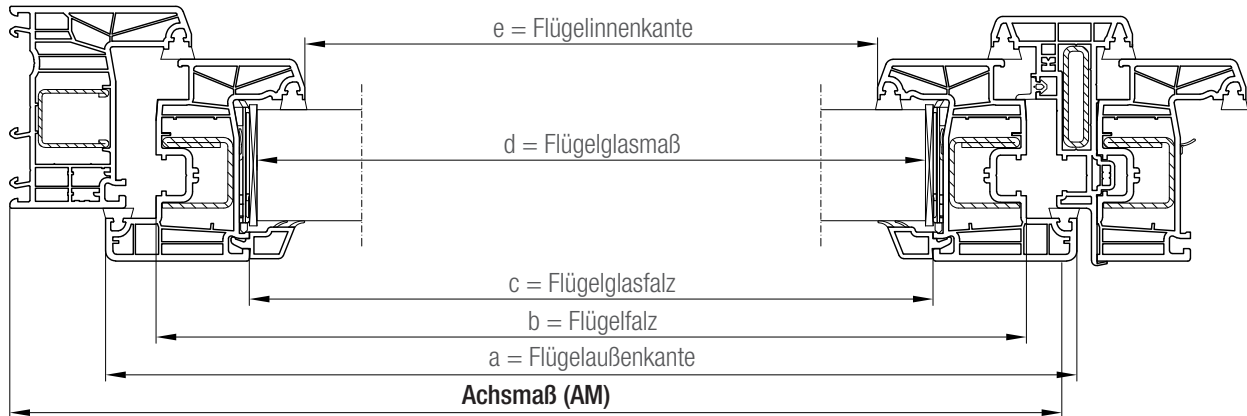 e = Flügelinnenkante
d = Flügelglasmaß
c = Flügelglasfalz
b = Flügelfalz
a = Flügelaußenkante
Achsmaß (AM)